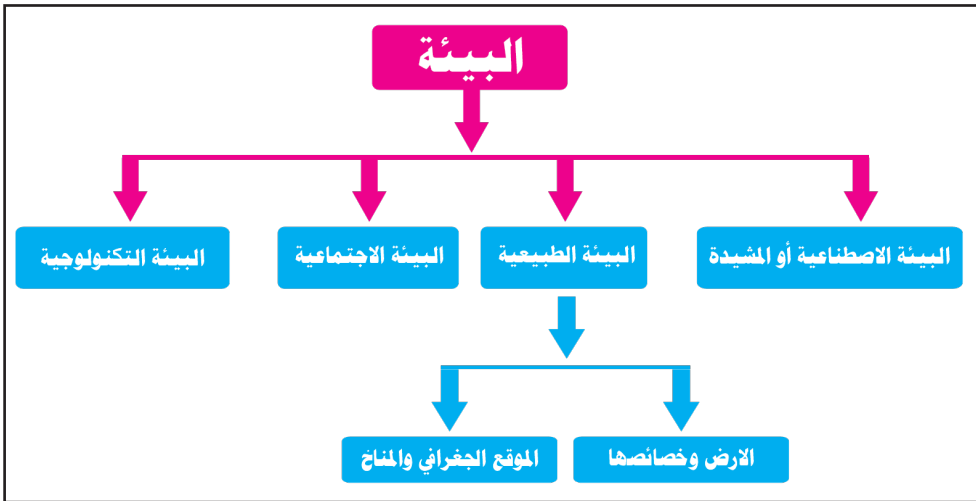 البيئة
البيئة الاصطناعية أو المشيدة
البيئة الطبيعية
البيئة الاجتماعية
البيئة التكنولوجية
الارض وخصائصها
الموقع الجغرافي والمناخ